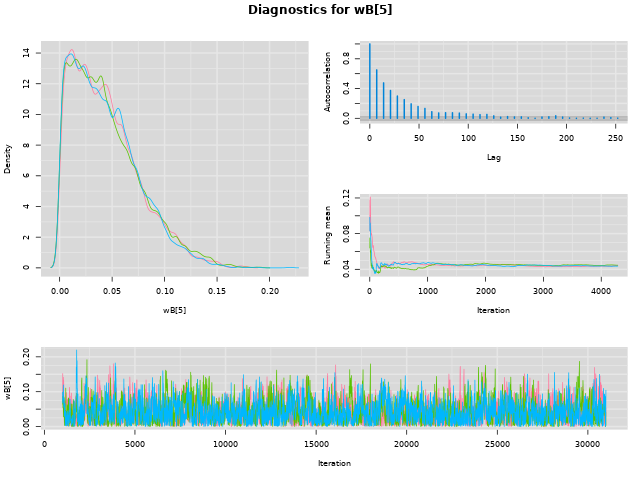 Diagnostics for wB[5]
Density
0 2 4 6 8 10 12 14
0.00 0.05 0.10 0.15 0.20
wB[5]
Autocorrelation
0.0 0.4 0.8
0 50 100 150 200 250
Lag
Running mean
0.04 0.08 0.12
0 1000 2000 3000 4000
Iteration
wB[5]
0.00 0.10 0.20
0 5000 10000 15000 20000 25000 30000
Iteration